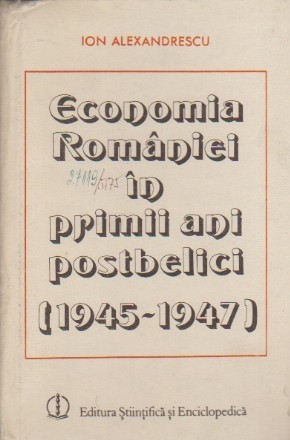 ION ALEXANDRESCU
Economia
României
în
primii ani
postbelici
(1945-1947)
Editura Științifică și Enciclopedică